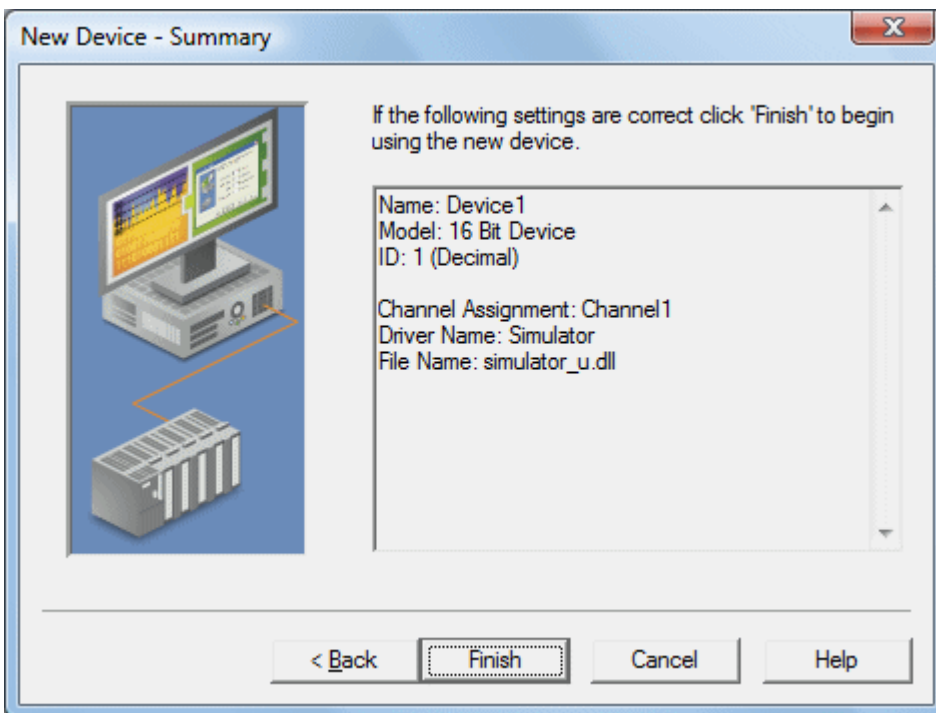 New Device - Summary
If the following settings are correct click 'Finish' to begin
using the new device.
Name: Device1
Model: 16 Bit Device
ID: 1 (Decimal)
Channel Assignment: Channel1
Driver Name: Simulator
File Name: simulator_u.dll
< Back
Finish
Cancel
Help